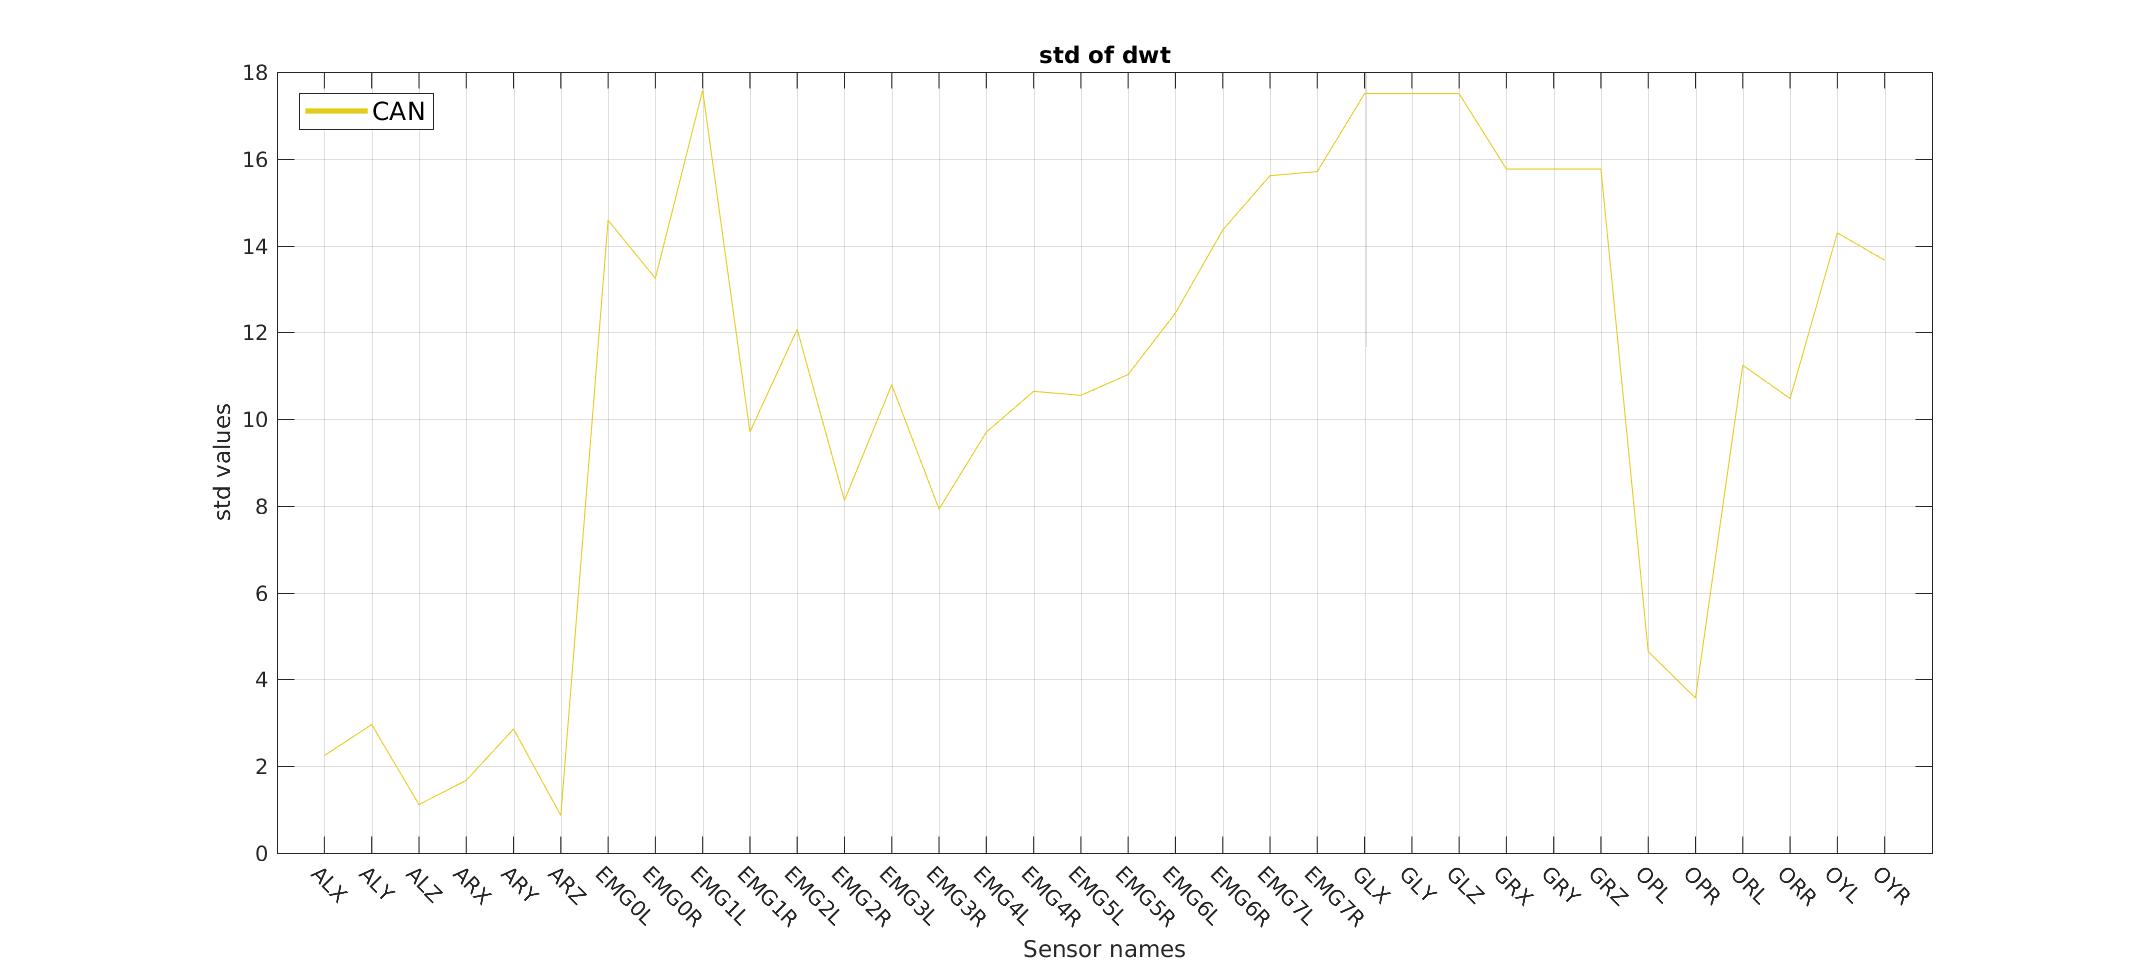 std of dwt
CAN
18
16
14
12
10
8
6
4
2
0
std values
ALX
ALY
ALZ
ARX
ARY
ARZ
EMG0L
EMG0R
EMG1L
EMG1R
EMG2L
EMG2R
EMG3L
EMG3R
EMG4L
EMG4R
EMG5L
EMG5R
EMG6L
EMG6R
EMG7L
EMG7R
GLX
GLY
GLZ
GRX
GRY
GRZ
OPL
OPR
ORL
ORR
OYL
OYR
Sensor names